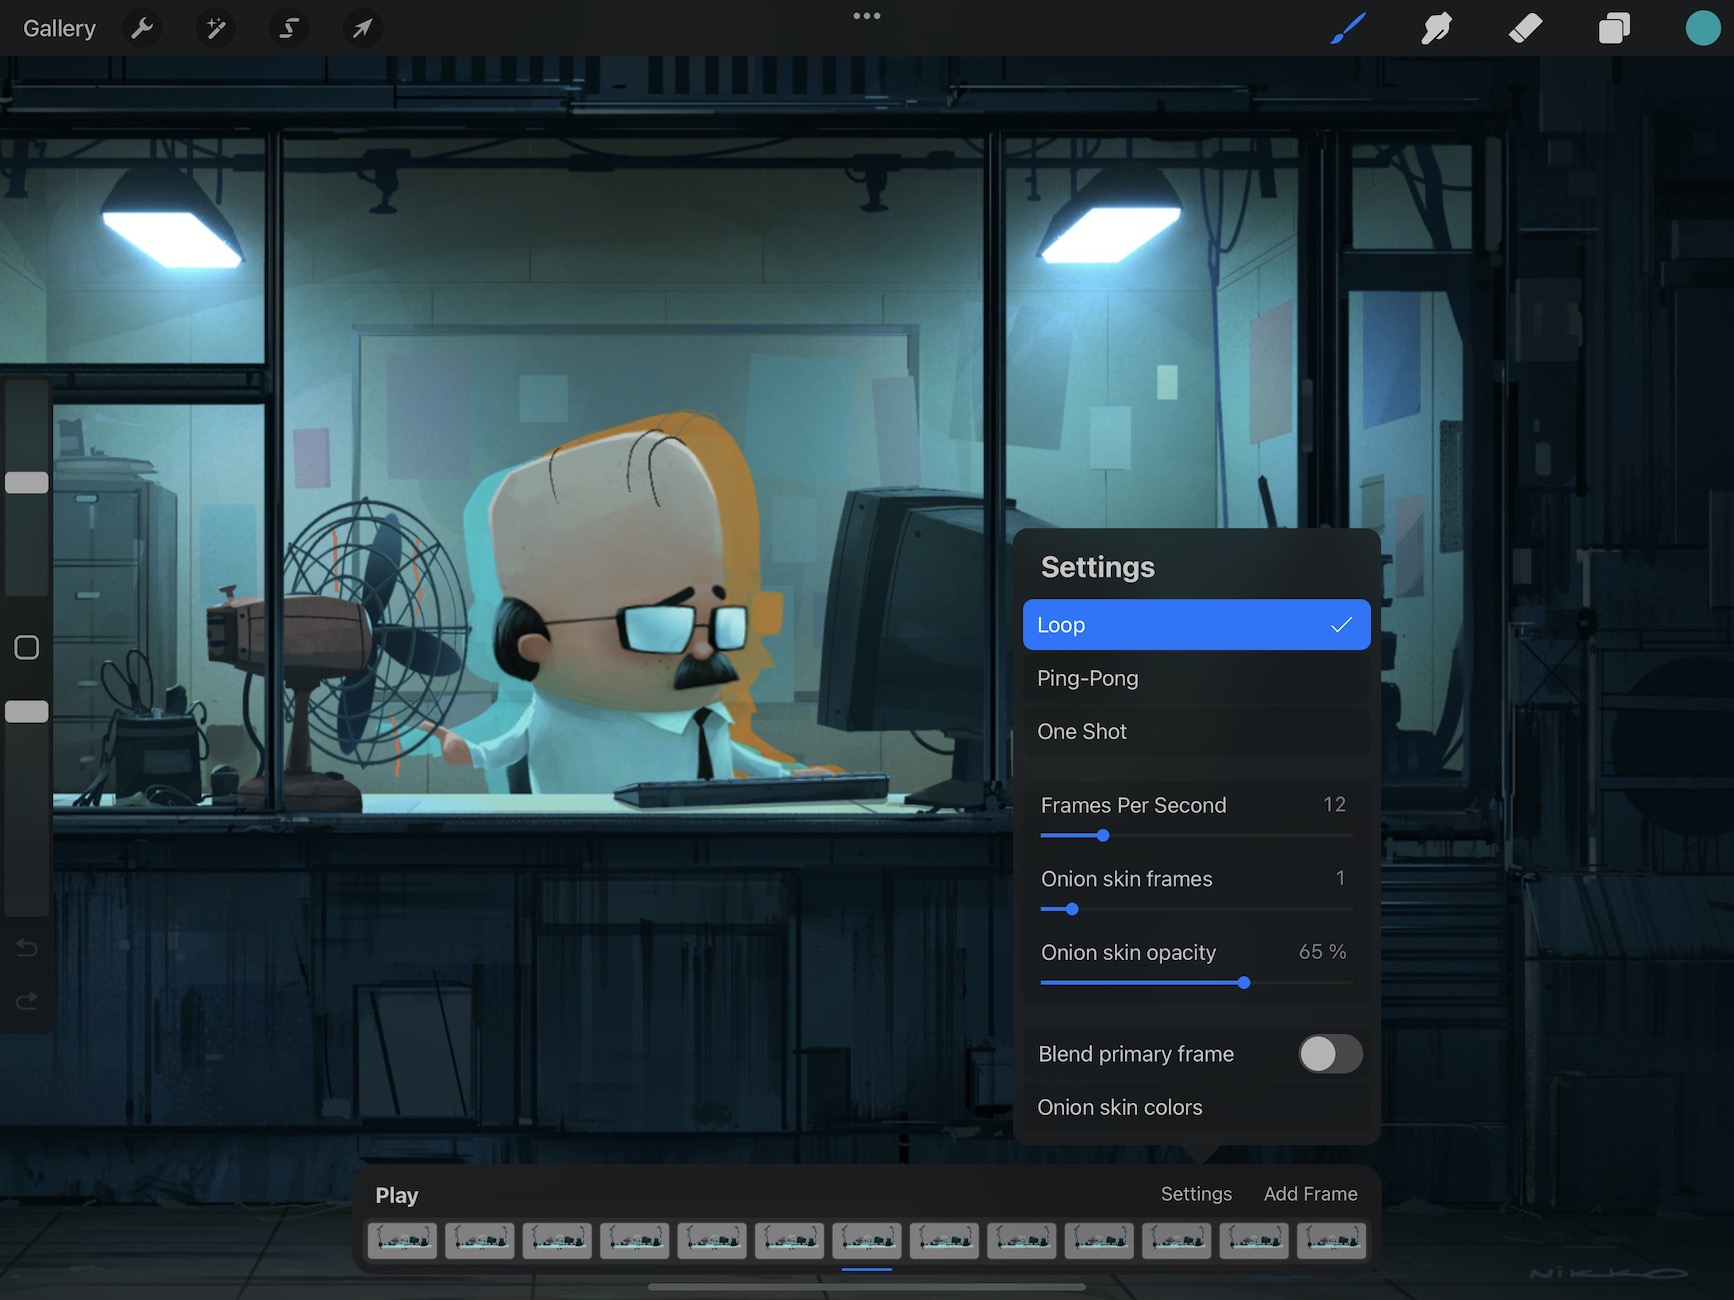 Gallery
Settings
Loop
Ping-Pong
One Shot
Frames Per Second 12
Onion skin frames 1
Onion skin opacity 65 %
Blend primary frame
Onion skin colors
Play Settings Add Frame
NIKKO